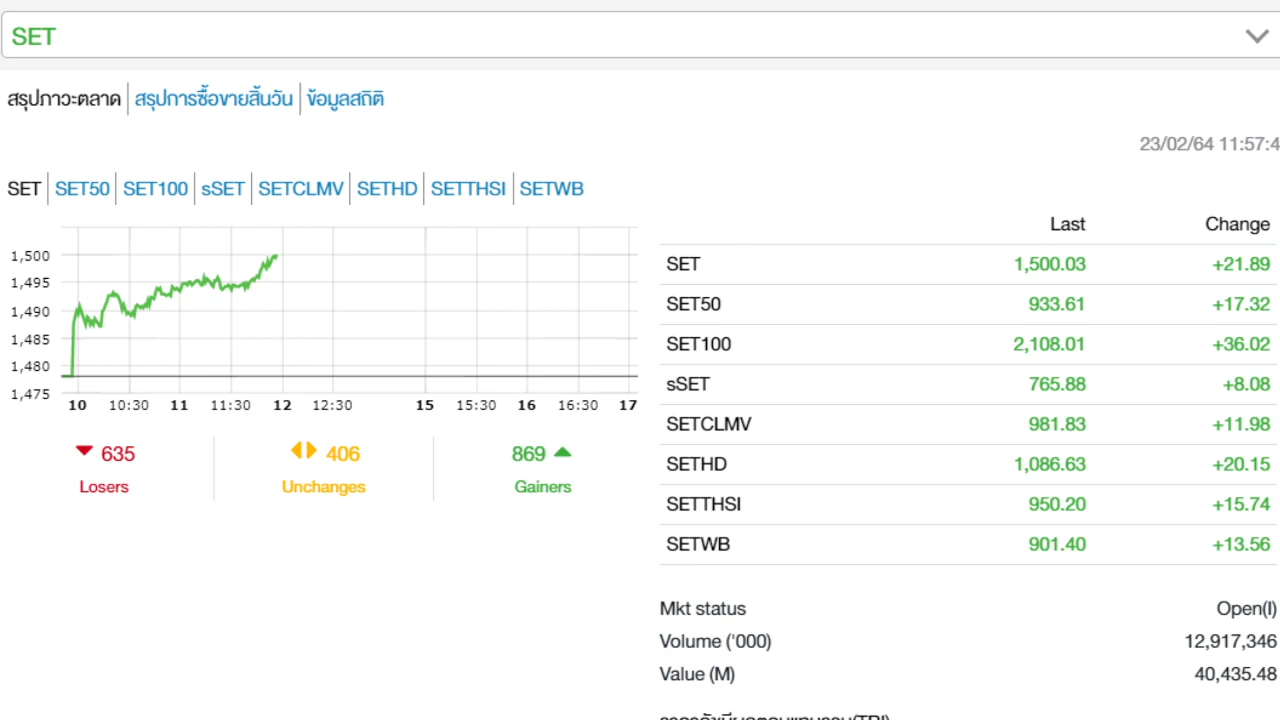 SET
สรุปภาวะตลาด สรุปการซื้อขายสิ้นวัน ข้อมูลสถิติ
23/02/64 11:57:4
SET SET50 SET100 sSET SETCLMV SETHD SETTHSI SETWB
1,500
1,495
1,490
1,485
1,480
1,475
10 10:30 11 11:30 12 12:30 15 15:30 16 16:30 17
635 406 869
Losers Unchanges Gainers
Last Change
SET 1,500.03 +21.89
SET50 933.61 +17.32
SET100 2,108.01 +36.02
sSET 765.88 +8.08
SETCLMV 981.83 +11.98
SETHD 1,086.63 +20.15
SETTHSI 950.20 +15.74
SETWB 901.40 +13.56
Mkt status Open(I)
Volume ('000) 12,917,346
Value (M) 40,435.48